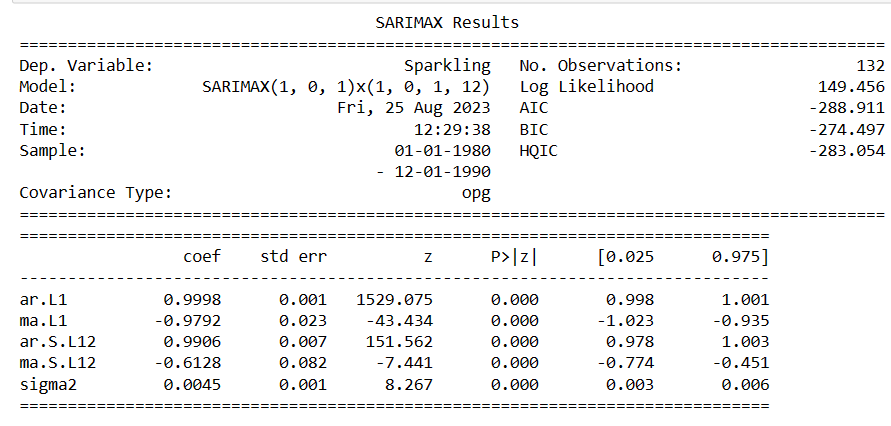 SARIMAX Results
==========================================================================================
Dep. Variable: Sparkling No. Observations: 132
Model: SARIMAX(1, 0, 1)x(1, 0, 1, 12) Log Likelihood 149.456
Date: Fri, 25 Aug 2023 AIC -288.911
Time: 12:29:38 BIC -274.497
Sample: 01-01-1980 HQIC -283.054
- 12-01-1990
Covariance Type: opg
==========================================================================================
==============================================================================
coef std err z P>|z| [0.025 0.975]
------------------------------------------------------------------------------
ar.L1 0.9998 0.001 1529.075 0.000 0.998 1.001
ma.L1 -0.9792 0.023 -43.434 0.000 -1.023 -0.935
ar.S.L12 0.9906 0.007 151.562 0.000 0.978 1.003
ma.S.L12 -0.6128 0.082 -7.441 0.000 -0.774 -0.451
sigma2 0.0045 0.001 8.267 0.000 0.003 0.006
==============================================================================